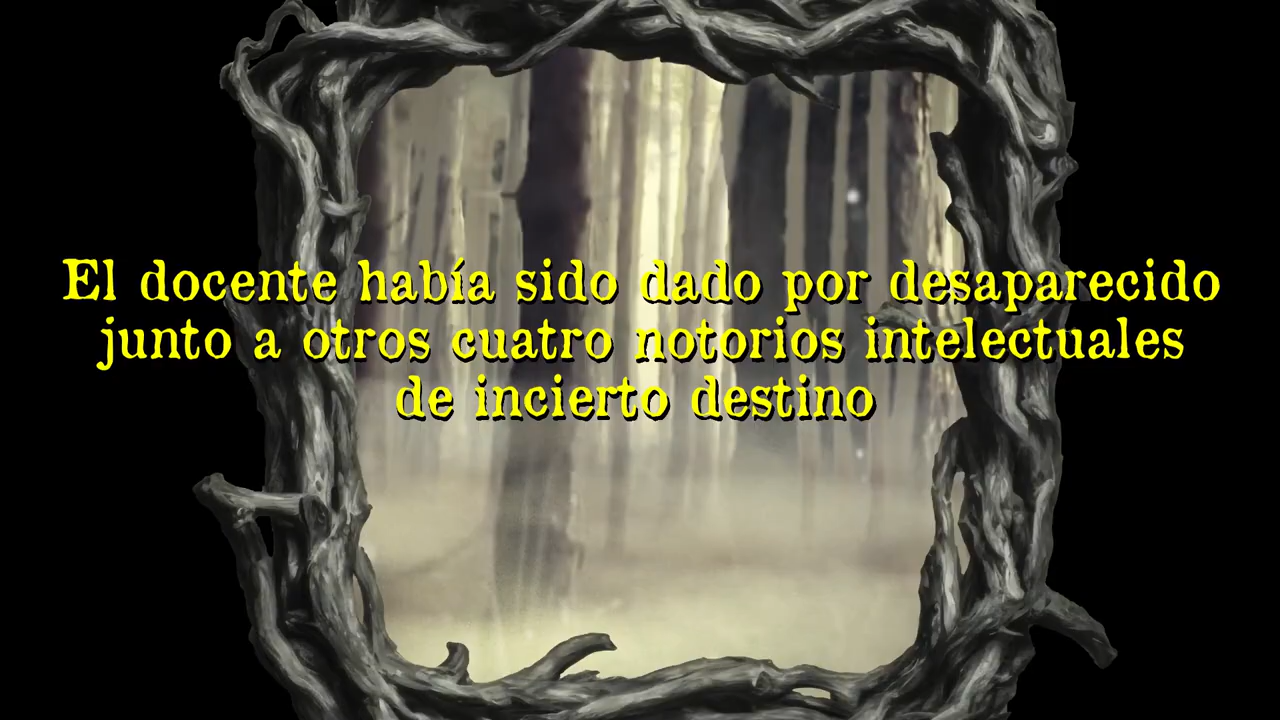 El docente había sido dado por desaparecido
junto a otros cuatro notorios intelectuales
de incierto destino